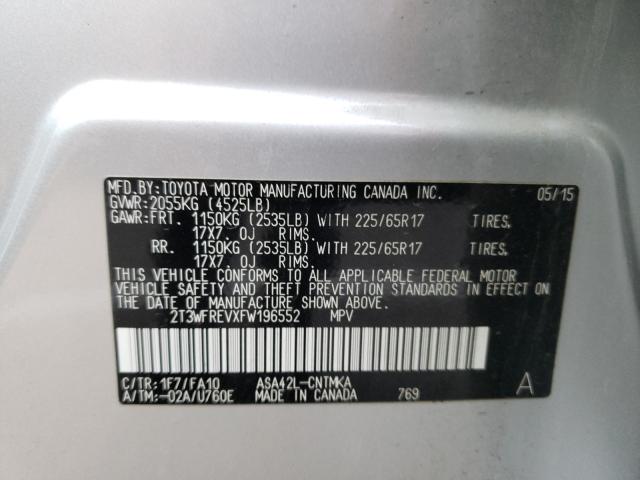 MFD.BY:TOYOTA MOTOR MANUFACTURING CANADA INC. 05/15
GVWR:2055KG (4525LB)
GAWR:FRT. 1150KG (2535LB) WITH 225/65R17 TIRES,
17X7. 0J RIMS.
RR. 1150KG (2535LB) WITH 225/65R17 TIRES,
17X7. 0J RIMS.
THIS VEHICLE CONFORMS TO ALL APPLICABLE FEDERAL MOTOR
VEHICLE SAFETY AND THEFT PREVENTION STANDARDS IN EFFECT ON
THE DATE OF MANUFACTURE SHOWN ABOVE.
2T3WFREVXFW196552 MPV
C/TR:1F7/FA10 ASA42L-CNTMKA
A/TM:-02A/U760E MADE IN CANADA 769 A